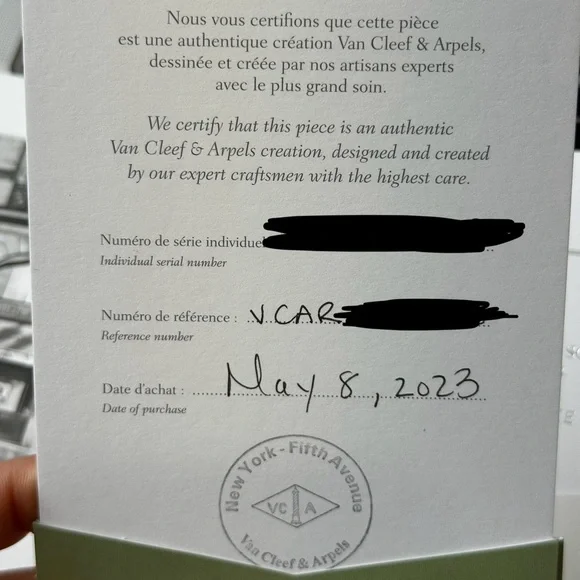 Nous vous certifions que cette pièce
est une authentique création Van Cleef & Arpels,
dessinée et créée par nos artisans experts
avec le plus grand soin.
We certify that this piece is an authentic
Van Cleef & Arpels creation, designed and created
by our expert craftsmen with the highest care.
Numéro de série individue
Individual serial number
Numéro de référence : VCAR
Reference number
Date d'achat : May 8, 2023
Date of purchase
New York - Fifth Avenue
VC A
Van Cleef & Arpels